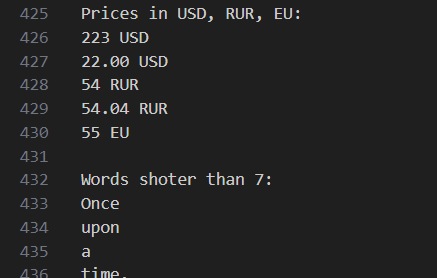 425 Prices in USD, RUR, EU:
426 223 USD
427 22.00 USD
428 54 RUR
429 54.04 RUR
430 55 EU
431
432 Words shoter than 7:
433 Once
434 upon
435 a
436 time.